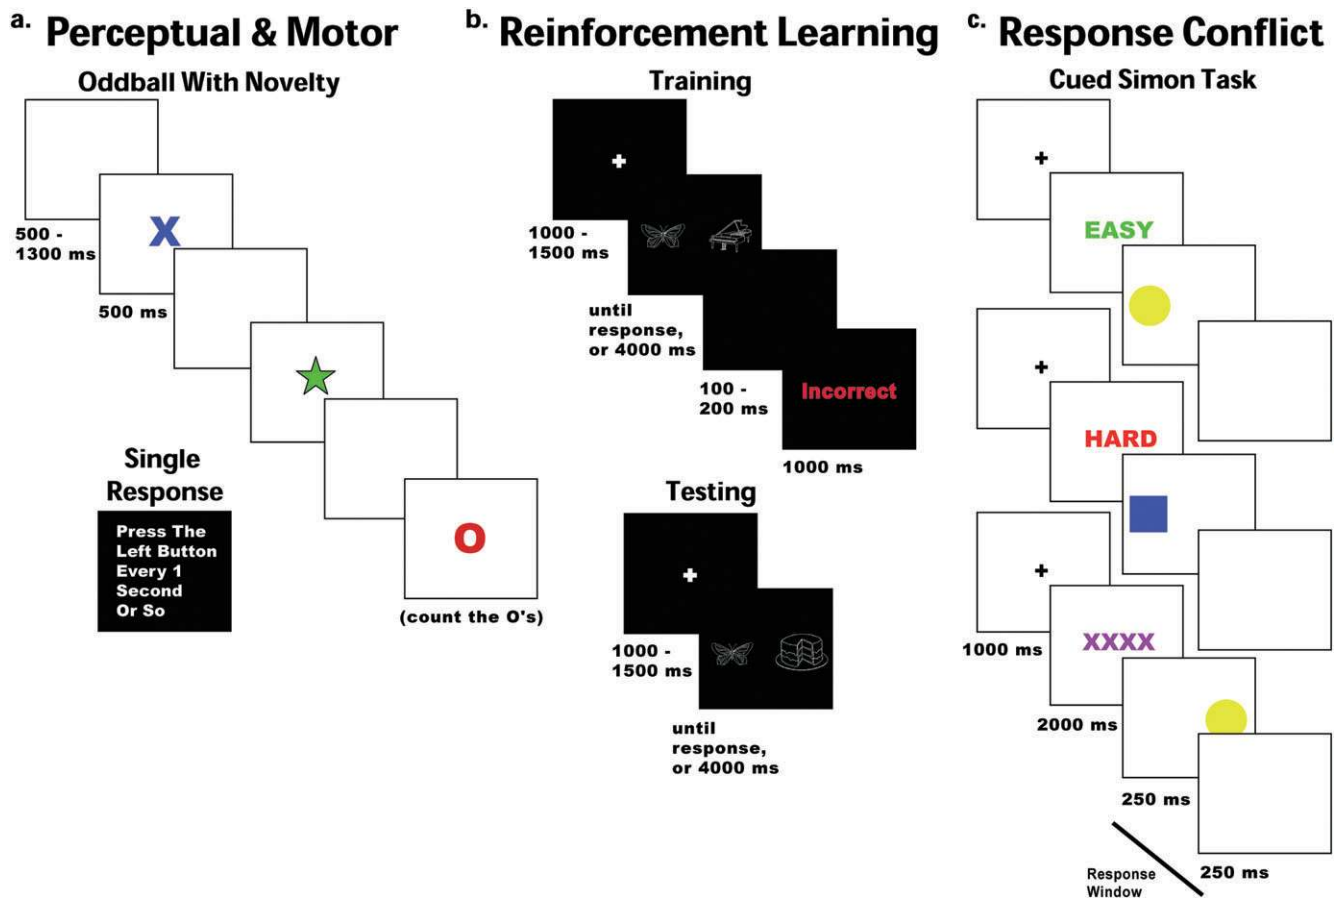 a. Perceptual & Motor
Oddball With Novelty
500 -
1300 ms
X
500 ms
O
(count the O's)
Single
Response
Press The
Left Button
Every 1
Second
Or So
b. Reinforcement Learning
Training
+
1000 -
1500 ms
until
response,
or 4000 ms
100 -
200 ms
Incorrect
1000 ms
Testing
+
1000 -
1500 ms
until
response,
or 4000 ms
c. Response Conflict
Cued Simon Task
+
EASY
+
HARD
+
1000 ms
XXXX
2000 ms
250 ms
250 ms
Response
Window